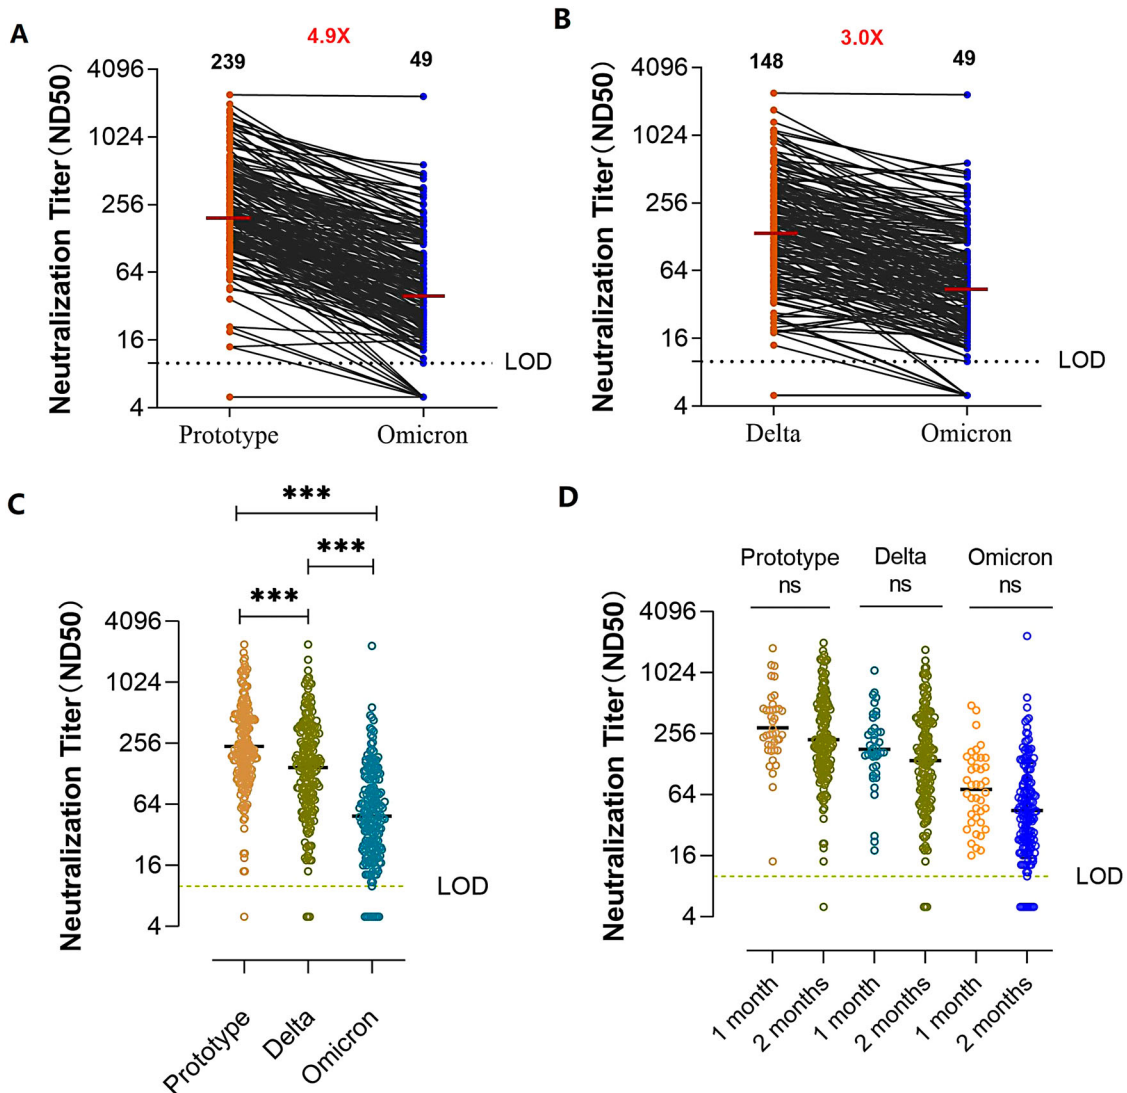 A
4.9X
239
49
Neutralization Titer（ND50）
4096
1024
256
64
16
4
LOD
Prototype
Omicron
B
3.0X
148
49
Neutralization Titer（ND50）
4096
1024
256
64
16
4
LOD
Delta
Omicron
C
***
***
***
Neutralization Titer（ND50）
4096
1024
256
64
16
4
LOD
Prototype
Delta
Omicron
D
Prototype
ns
Delta
ns
Omicron
ns
Neutralization Titer（ND50）
4096
1024
256
64
16
4
LOD
1 month
2 months
1 month
2 months
1 month
2 months